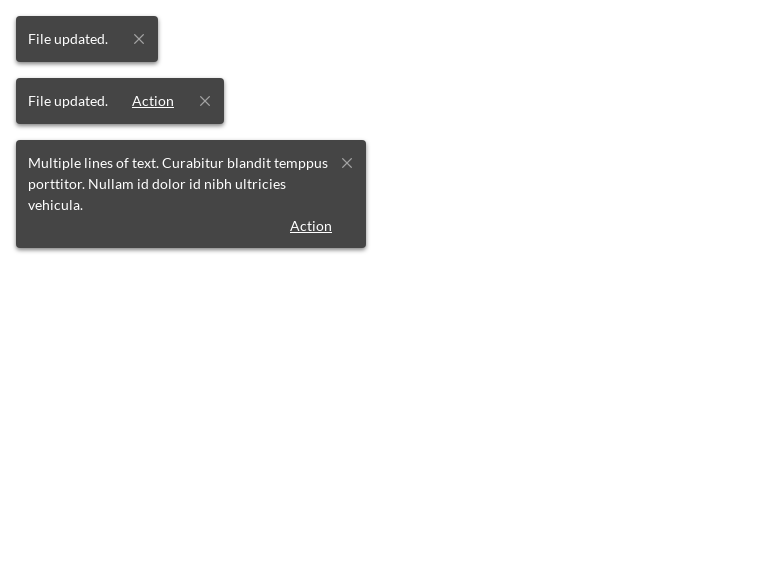 File updated.
File updated. Action
Multiple lines of text. Curabitur blandit temppus
porttitor. Nullam id dolor id nibh ultricies
vehicula.
Action